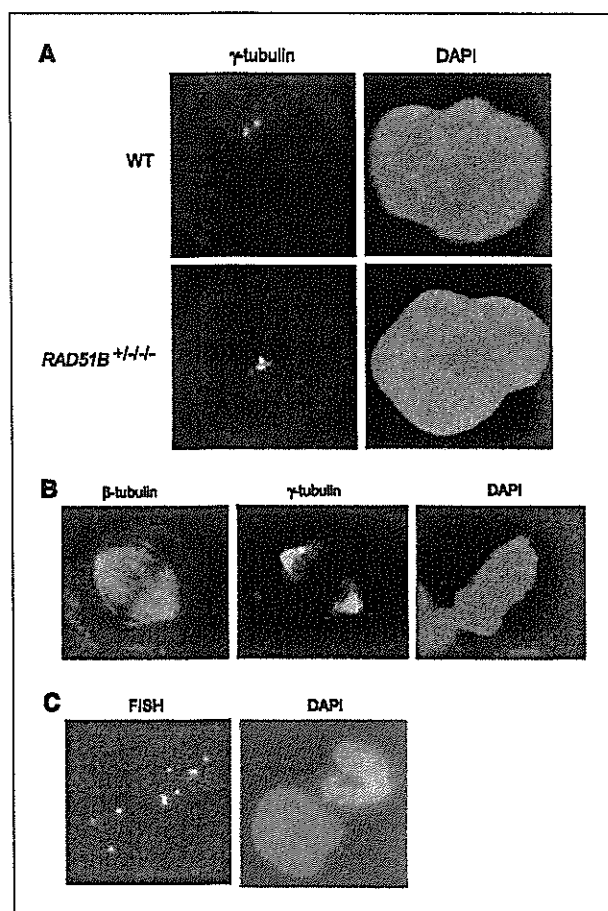 A
γ-tubulin DAPI
WT
RAD51B +/-/-/-
B
β-tubulin γ-tubulin DAPI
C
FISH DAPI